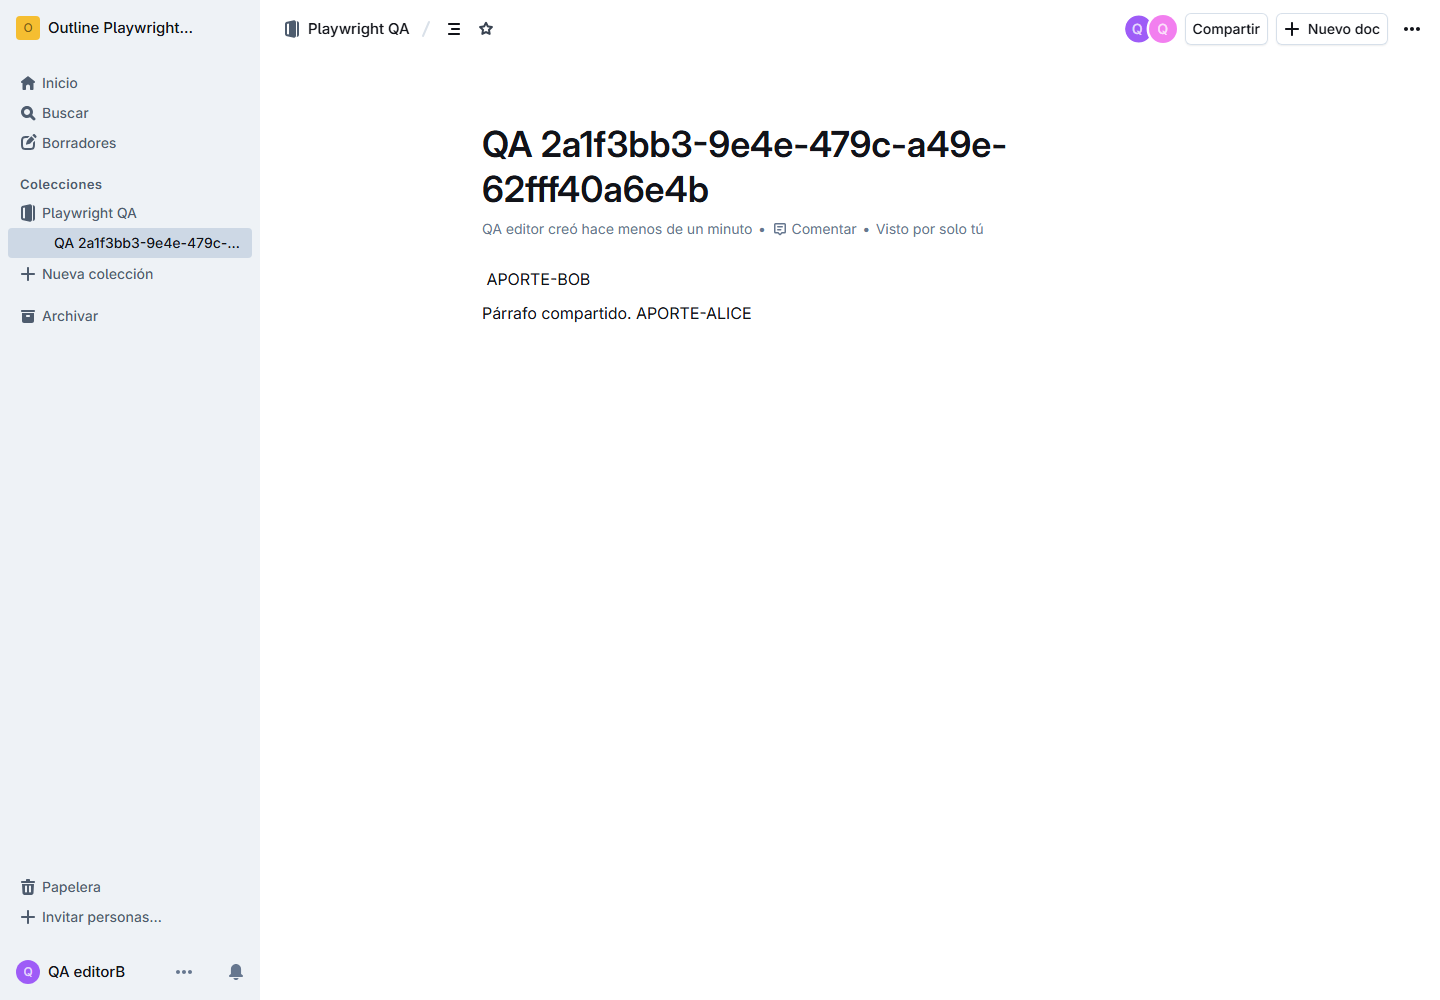 O Outline Playwright...
Inicio
Buscar
Borradores
Colecciones
Playwright QA
QA 2a1f3bb3-9e4e-479c-...
Nueva colección
Archivar
Papelera
Invitar personas...
Q QA editorB
Playwright QA /
Q Q Compartir Nuevo doc
QA 2a1f3bb3-9e4e-479c-a49e-
62fff40a6e4b
QA editor creó hace menos de un minuto • Comentar • Visto por solo tú
APORTE-BOB
Párrafo compartido. APORTE-ALICE